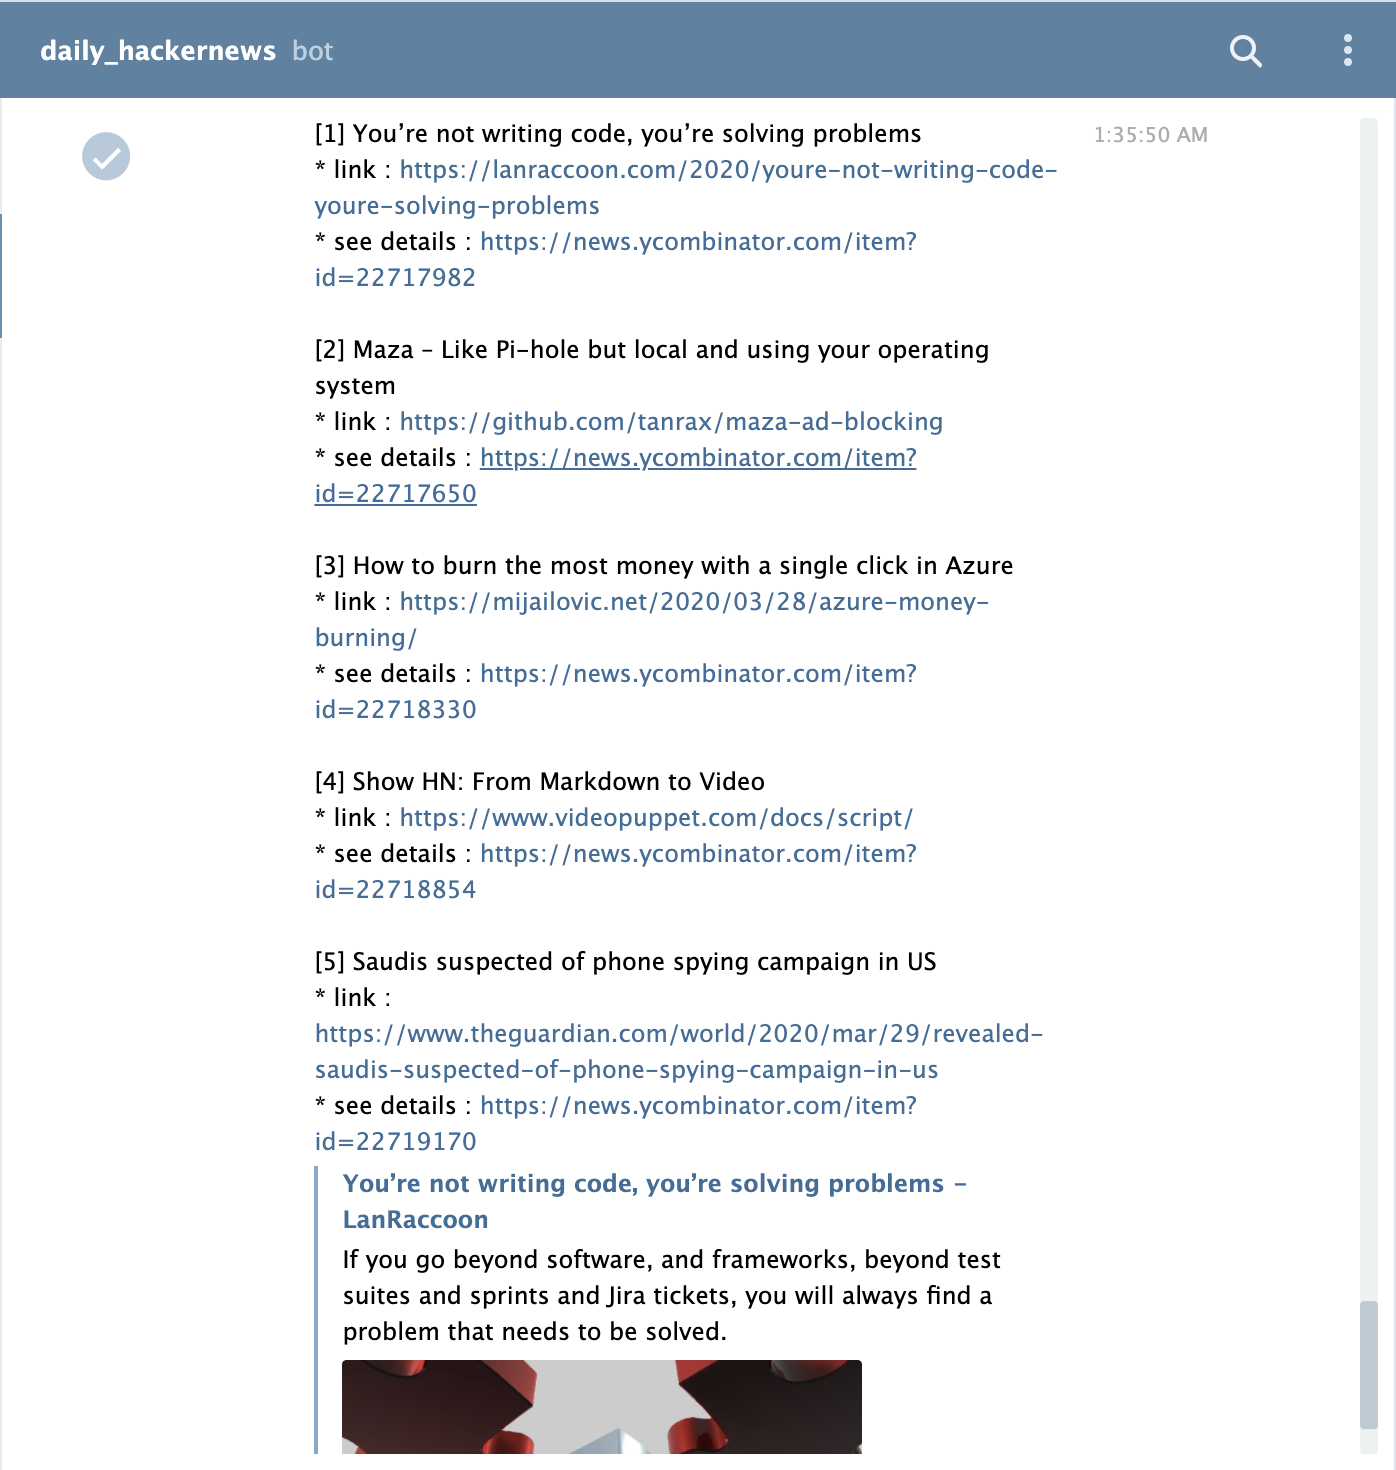 daily_hackernews bot
[1] You’re not writing code, you’re solving problems 1:35:50 AM
* link : https://lanraccoon.com/2020/youre-not-writing-code-
youre-solving-problems
* see details : https://news.ycombinator.com/item?
id=22717982
[2] Maza – Like Pi-hole but local and using your operating
system
* link : https://github.com/tanrax/maza-ad-blocking
* see details : https://news.ycombinator.com/item?
id=22717650
[3] How to burn the most money with a single click in Azure
* link : https://mijailovic.net/2020/03/28/azure-money-
burning/
* see details : https://news.ycombinator.com/item?
id=22718330
[4] Show HN: From Markdown to Video
* link : https://www.videopuppet.com/docs/script/
* see details : https://news.ycombinator.com/item?
id=22718854
[5] Saudis suspected of phone spying campaign in US
* link :
https://www.theguardian.com/world/2020/mar/29/revealed-
saudis-suspected-of-phone-spying-campaign-in-us
* see details : https://news.ycombinator.com/item?
id=22719170
You’re not writing code, you’re solving problems –
LanRaccoon
If you go beyond software, and frameworks, beyond test
suites and sprints and Jira tickets, you will always find a
problem that needs to be solved.